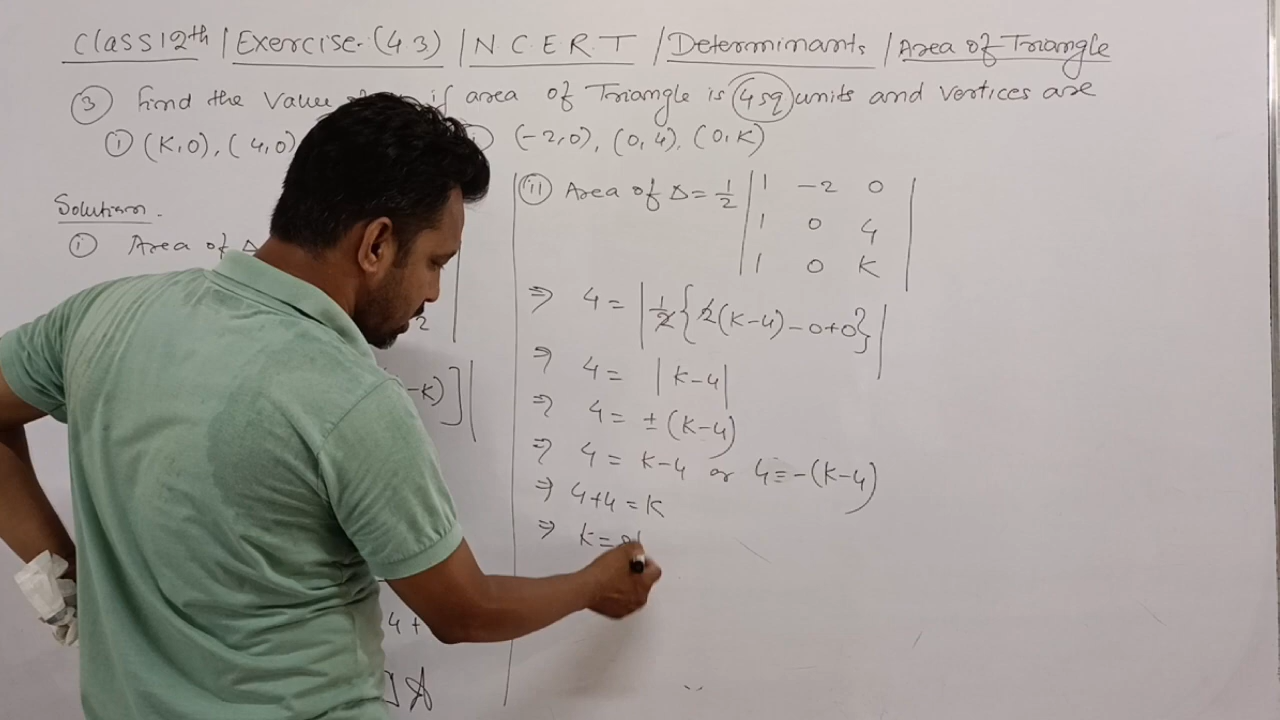 Class 12th / Exercise. (4.3) / N.C.E.R.T / Determinants / Area of Triangle
③ Find the Value if area of Triangle is 4 sq units and vertices are
ⓘ (K,0), (4,0) (-2,0), (0,4), (0,K)
Solution.
ⓘ Area of Δ
2
-K)]|
4 +
ⓘⓘ Area of Δ = 1/2 | 1 -2 0
1 0 4
1 0 K |
⇒ 4 = | 1/2 { 2(K-4) - 0+0 } |
⇒ 4 = | K-4 |
⇒ 4 = ± (K-4)
⇒ 4 = K-4 or 4 = -(K-4)
⇒ 4+4 = K
⇒ K =